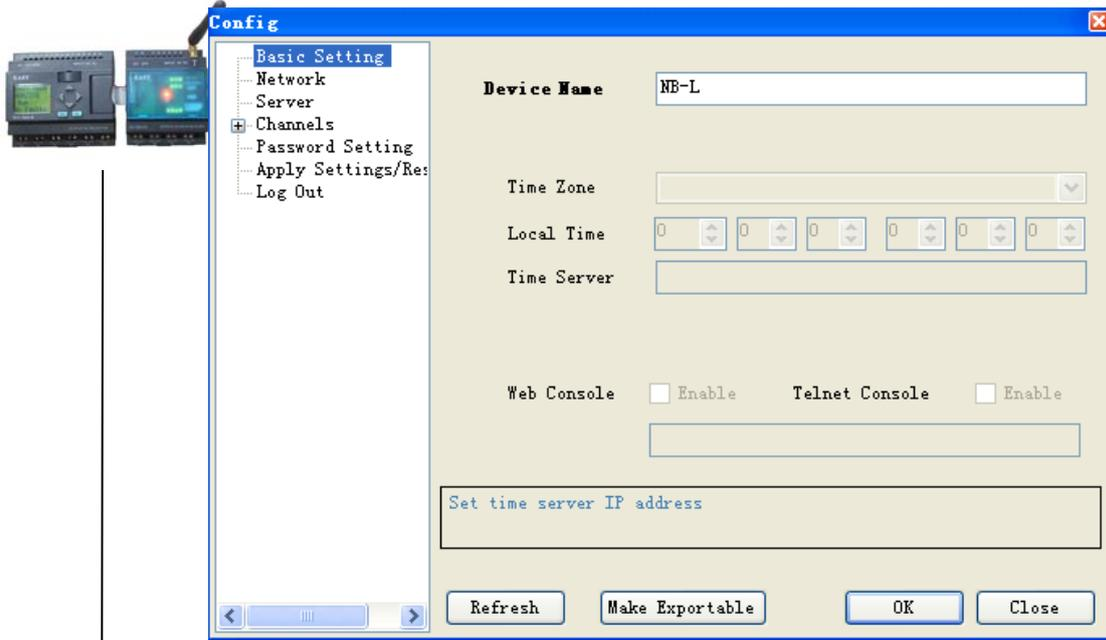 Config
Basic Setting
Network
Server
Channels
Password Setting
Apply Settings/Res
Log Out
Device Name
NB-L
Time Zone
Local Time
0 0 0 0 0 0
Time Server
Web Console
Enable
Telnet Console
Enable
Set time server IP address
Refresh
Make Exportable
OK
Close